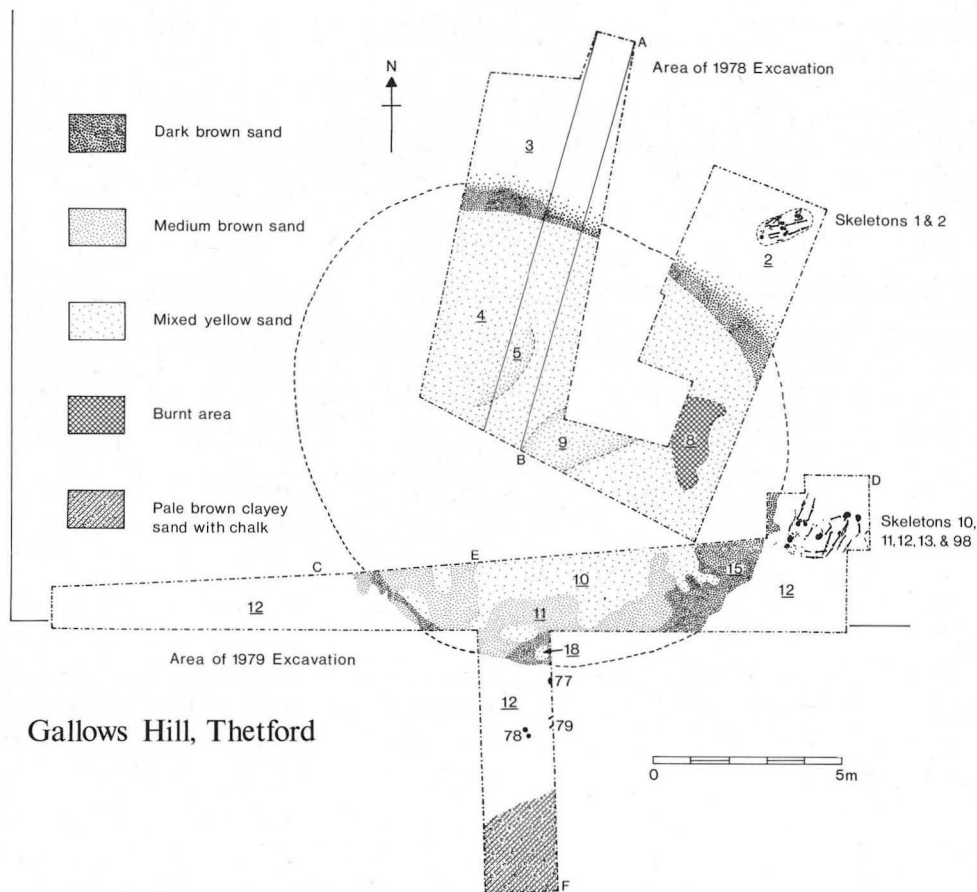 A
Area of 1978 Excavation
N
Dark brown sand
3
Skeletons 1 & 2
Medium brown sand
2
Mixed yellow sand
4
5
Burnt area
9
8
B
Pale brown clayey
sand with chalk
D
Skeletons 10,
11, 12, 13, & 98
C
E
10
15
12
12
11
Area of 1979 Excavation
18
77
12
79
78
Gallows Hill, Thetford
0
5m
F